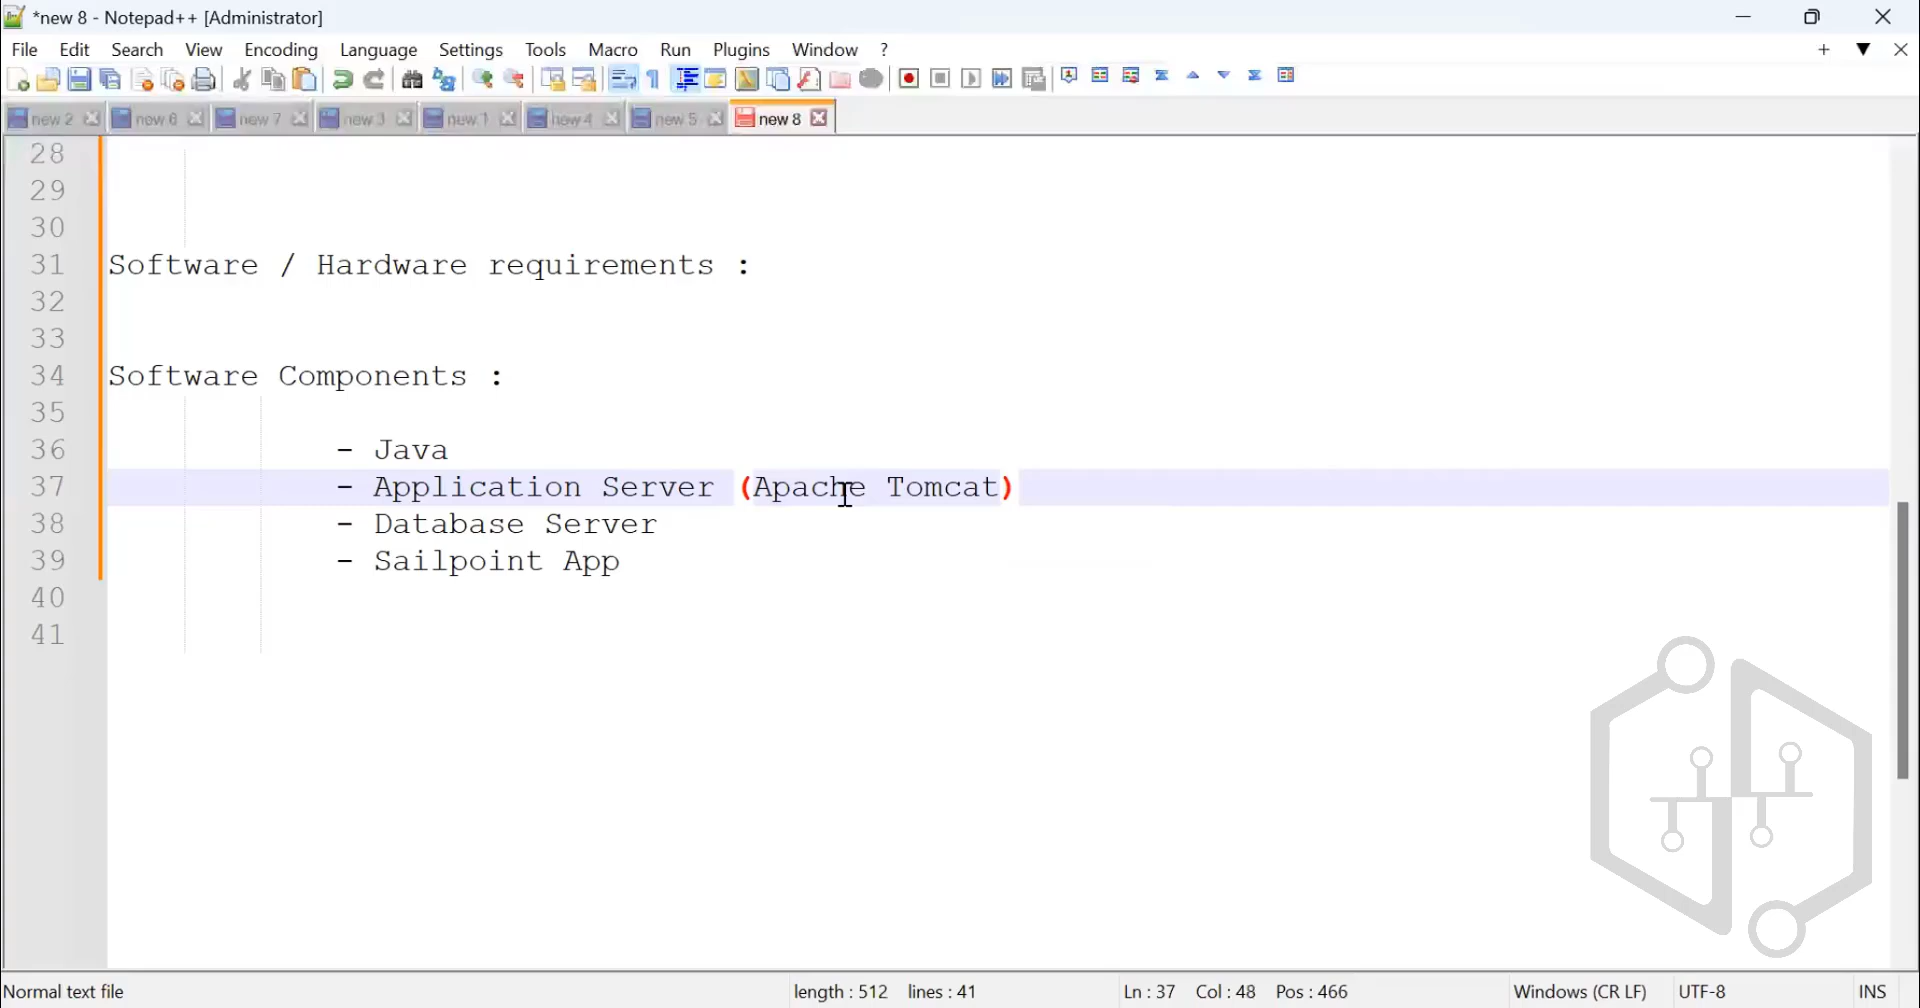 *new 8 - Notepad++ [Administrator]
File Edit Search View Encoding Language Settings Tools Macro Run Plugins Window ?
new 2 new 6 new 7 new 3 new 1 new 4 new 5 new 8
28
29
30
31 Software / Hardware requirements :
32
33
34 Software Components :
35
36 - Java
37 - Application Server (Apache Tomcat)
38 - Database Server
39 - Sailpoint App
40
41
Normal text file length : 512 lines : 41 Ln : 37 Col : 48 Pos : 466 Windows (CR LF) UTF-8 INS